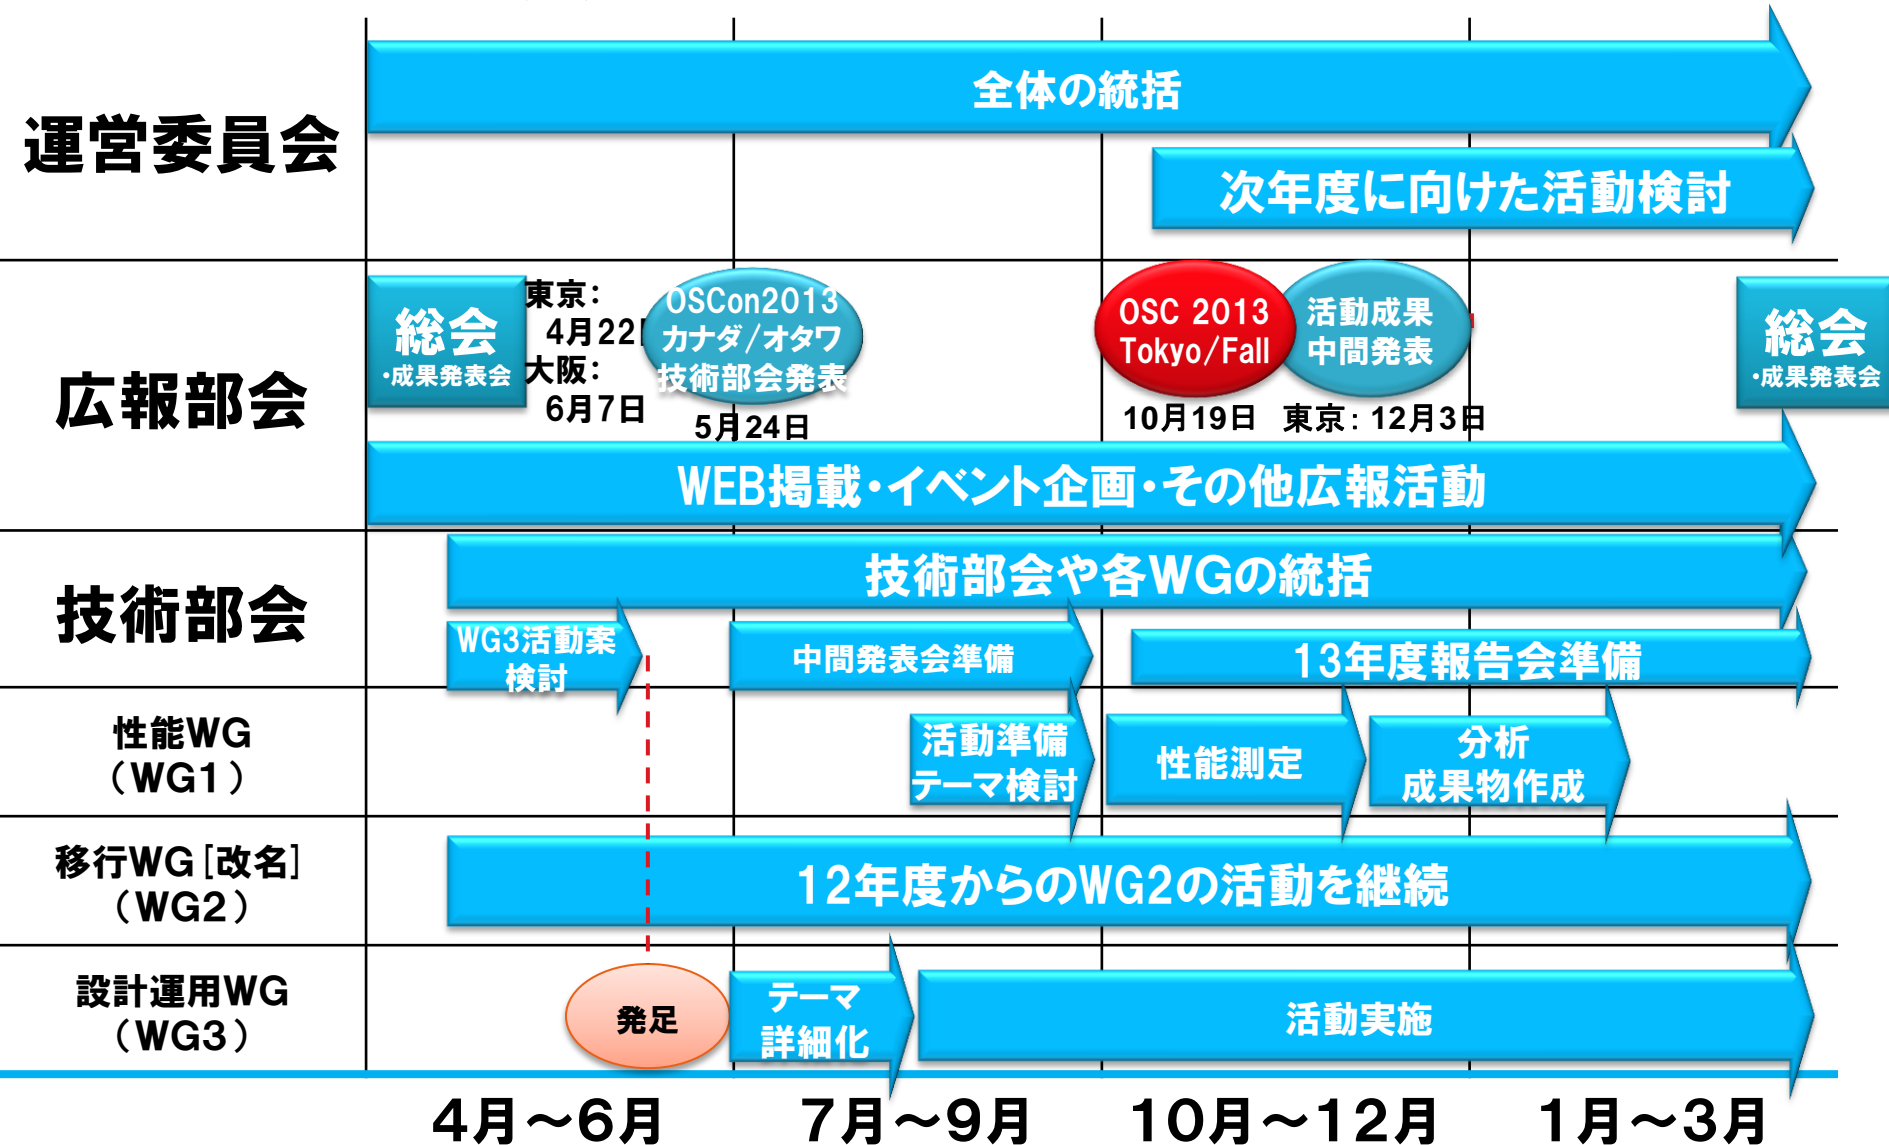 運営委員会
全体の統括
次年度に向けた活動検討
広報部会
総会
・成果発表会
東京：
4月22日
大阪：
6月7日
OSCon2013
カナダ/オタワ
技術部会発表
5月24日
OSC 2013
Tokyo/Fall
10月19日
活動成果
中間発表
東京：12月3日
総会
・成果発表会
WEB掲載・イベント企画・その他広報活動
技術部会
技術部会や各WGの統括
WG3活動案
検討
中間発表会準備
13年度報告会準備
性能WG
（WG1）
活動準備
テーマ検討
性能測定
分析
成果物作成
移行WG［改名］
（WG2）
12年度からのWG2の活動を継続
設計運用WG
（WG3）
発足
テーマ
詳細化
活動実施
4月～6月
7月～9月
10月～12月
1月～3月